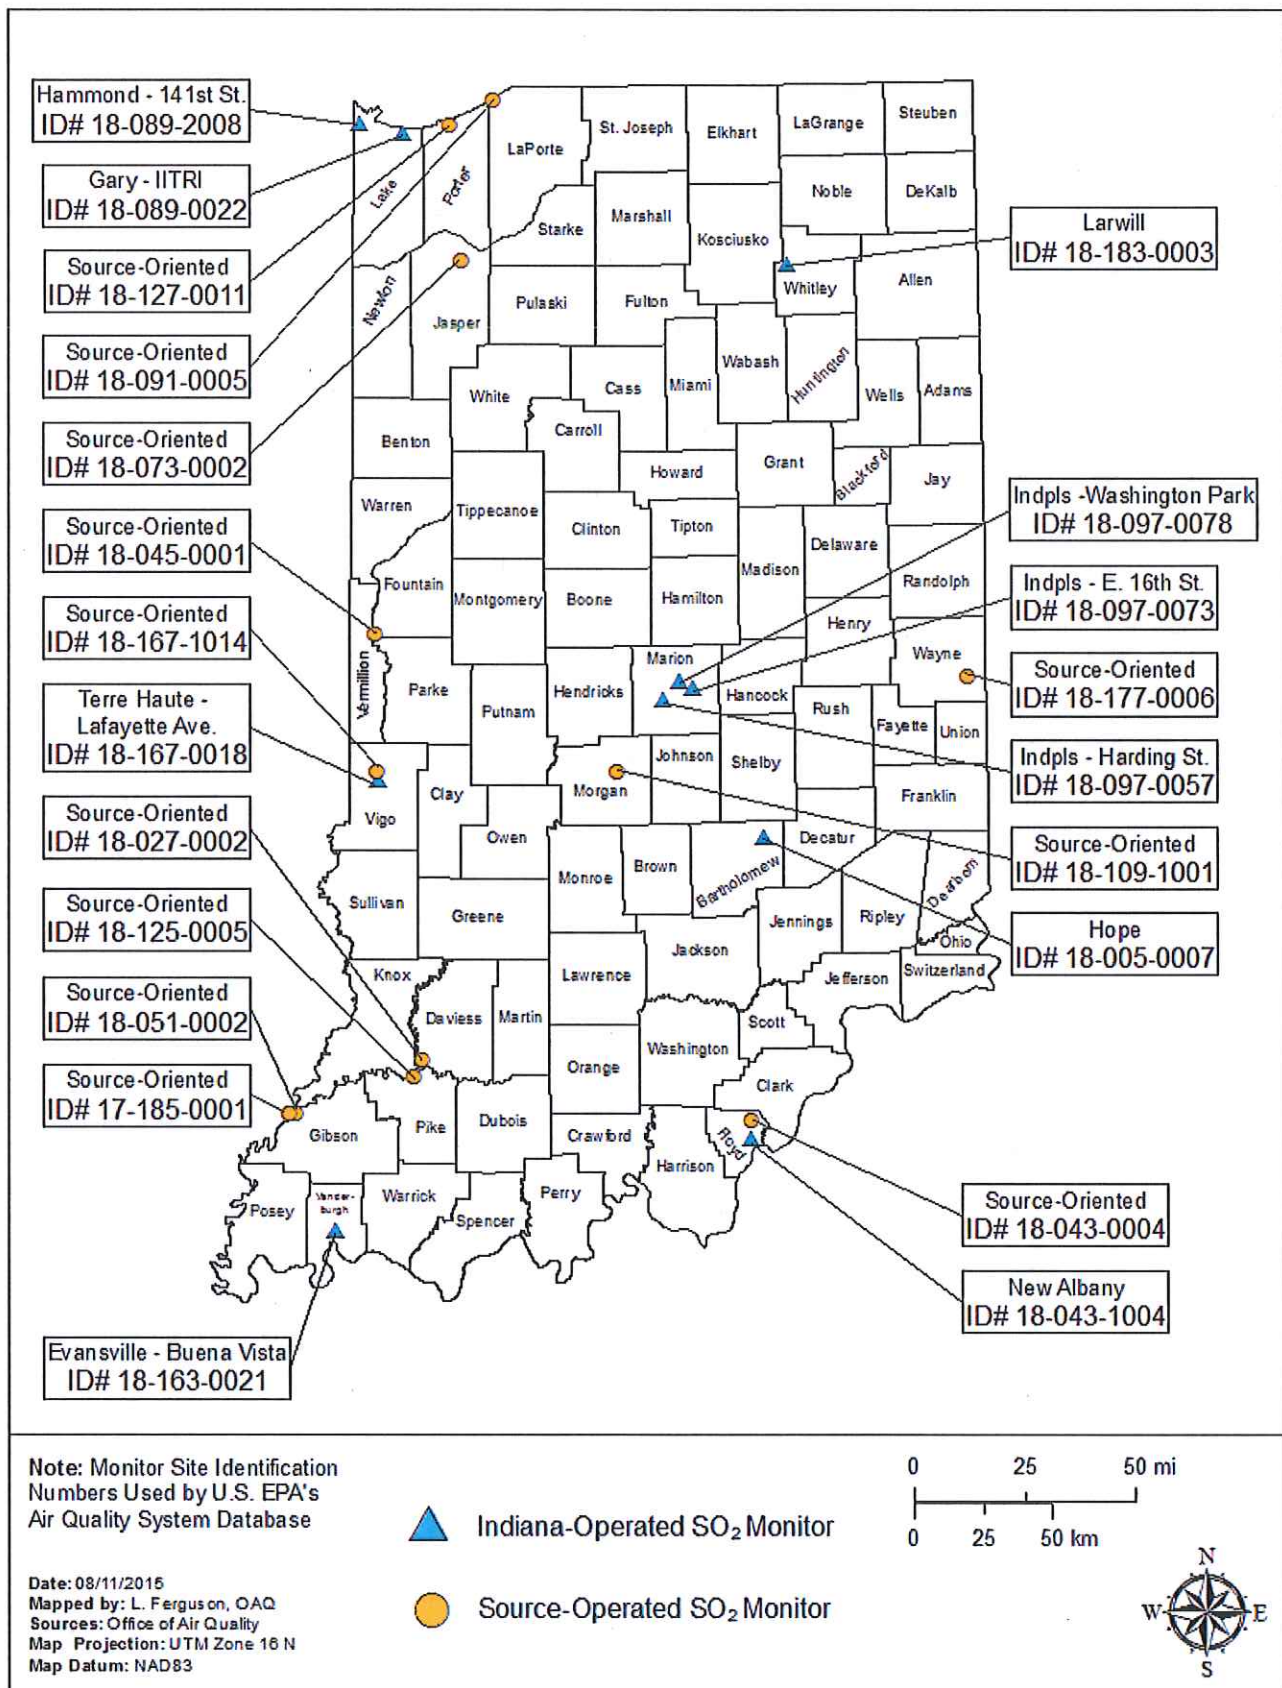 Hammond - 141st St.
ID# 18-089-2008
Gary - IITRI
ID# 18-089-0022
Source-Oriented
ID# 18-127-0011
Source-Oriented
ID# 18-091-0005
Source-Oriented
ID# 18-073-0002
Source-Oriented
ID# 18-045-0001
Source-Oriented
ID# 18-167-1014
Terre Haute -
Lafayette Ave.
ID# 18-167-0018
Source-Oriented
ID# 18-027-0002
Source-Oriented
ID# 18-125-0005
Source-Oriented
ID# 18-051-0002
Source-Oriented
ID# 17-185-0001
Evansville - Buena Vista
ID# 18-163-0021
Lake
Porter
LaPorte
St. Joseph
Elkhart
LaGrange
Steuben
Noble
DeKalb
Starke
Marshall
Kosciusko
Whitley
Allen
Newton
Jasper
Pulaski
Fulton
Wabash
Huntington
Wells
Adams
White
Cass
Miami
Carroll
Benton
Howard
Grant
Blackford
Jay
Warren
Tippecanoe
Clinton
Tipton
Delaware
Madison
Randolph
Fountain
Montgomery
Boone
Hamilton
Henry
Wayne
Vermillion
Parke
Putnam
Hendricks
Marion
Hancock
Rush
Fayette
Union
Johnson
Shelby
Morgan
Franklin
Vigo
Clay
Owen
Decatur
Monroe
Brown
Bartholomew
Dearborn
Sullivan
Greene
Jennings
Ripley
Ohio
Jackson
Switzerland
Knox
Lawrence
Jefferson
Daviess
Martin
Scott
Washington
Orange
Clark
Gibson
Pike
Dubois
Crawford
Floyd
Harrison
Posey
Vander-
burgh
Warrick
Spencer
Perry
Larwill
ID# 18-183-0003
Indpls -Washington Park
ID# 18-097-0078
Indpls - E. 16th St.
ID# 18-097-0073
Source-Oriented
ID# 18-177-0006
Indpls - Harding St.
ID# 18-097-0057
Source-Oriented
ID# 18-109-1001
Hope
ID# 18-005-0007
Source-Oriented
ID# 18-043-0004
New Albany
ID# 18-043-1004
Note: Monitor Site Identification
Numbers Used by U.S. EPA's
Air Quality System Database
Date: 08/11/2015
Mapped by: L. Ferguson, OAQ
Sources: Office of Air Quality
Map Projection: UTM Zone 16 N
Map Datum: NAD83
Indiana-Operated SO₂ Monitor
Source-Operated SO₂ Monitor
0 25 50 mi
0 25 50 km
N
W E
S